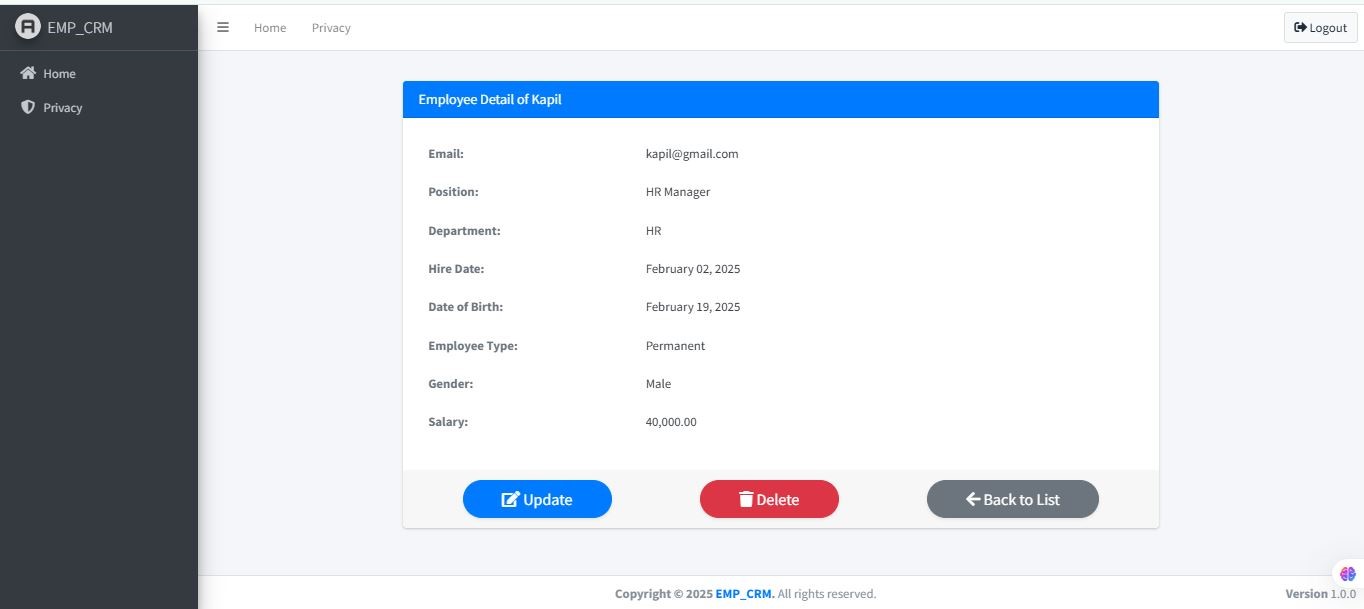 EMP_CRM
Home Privacy
Logout
Home
Privacy
Employee Detail of Kapil
Email: kapil@gmail.com
Position: HR Manager
Department: HR
Hire Date: February 02, 2025
Date of Birth: February 19, 2025
Employee Type: Permanent
Gender: Male
Salary: 40,000.00
Update Delete Back to List
Copyright © 2025 EMP_CRM. All rights reserved.
Version 1.0.0